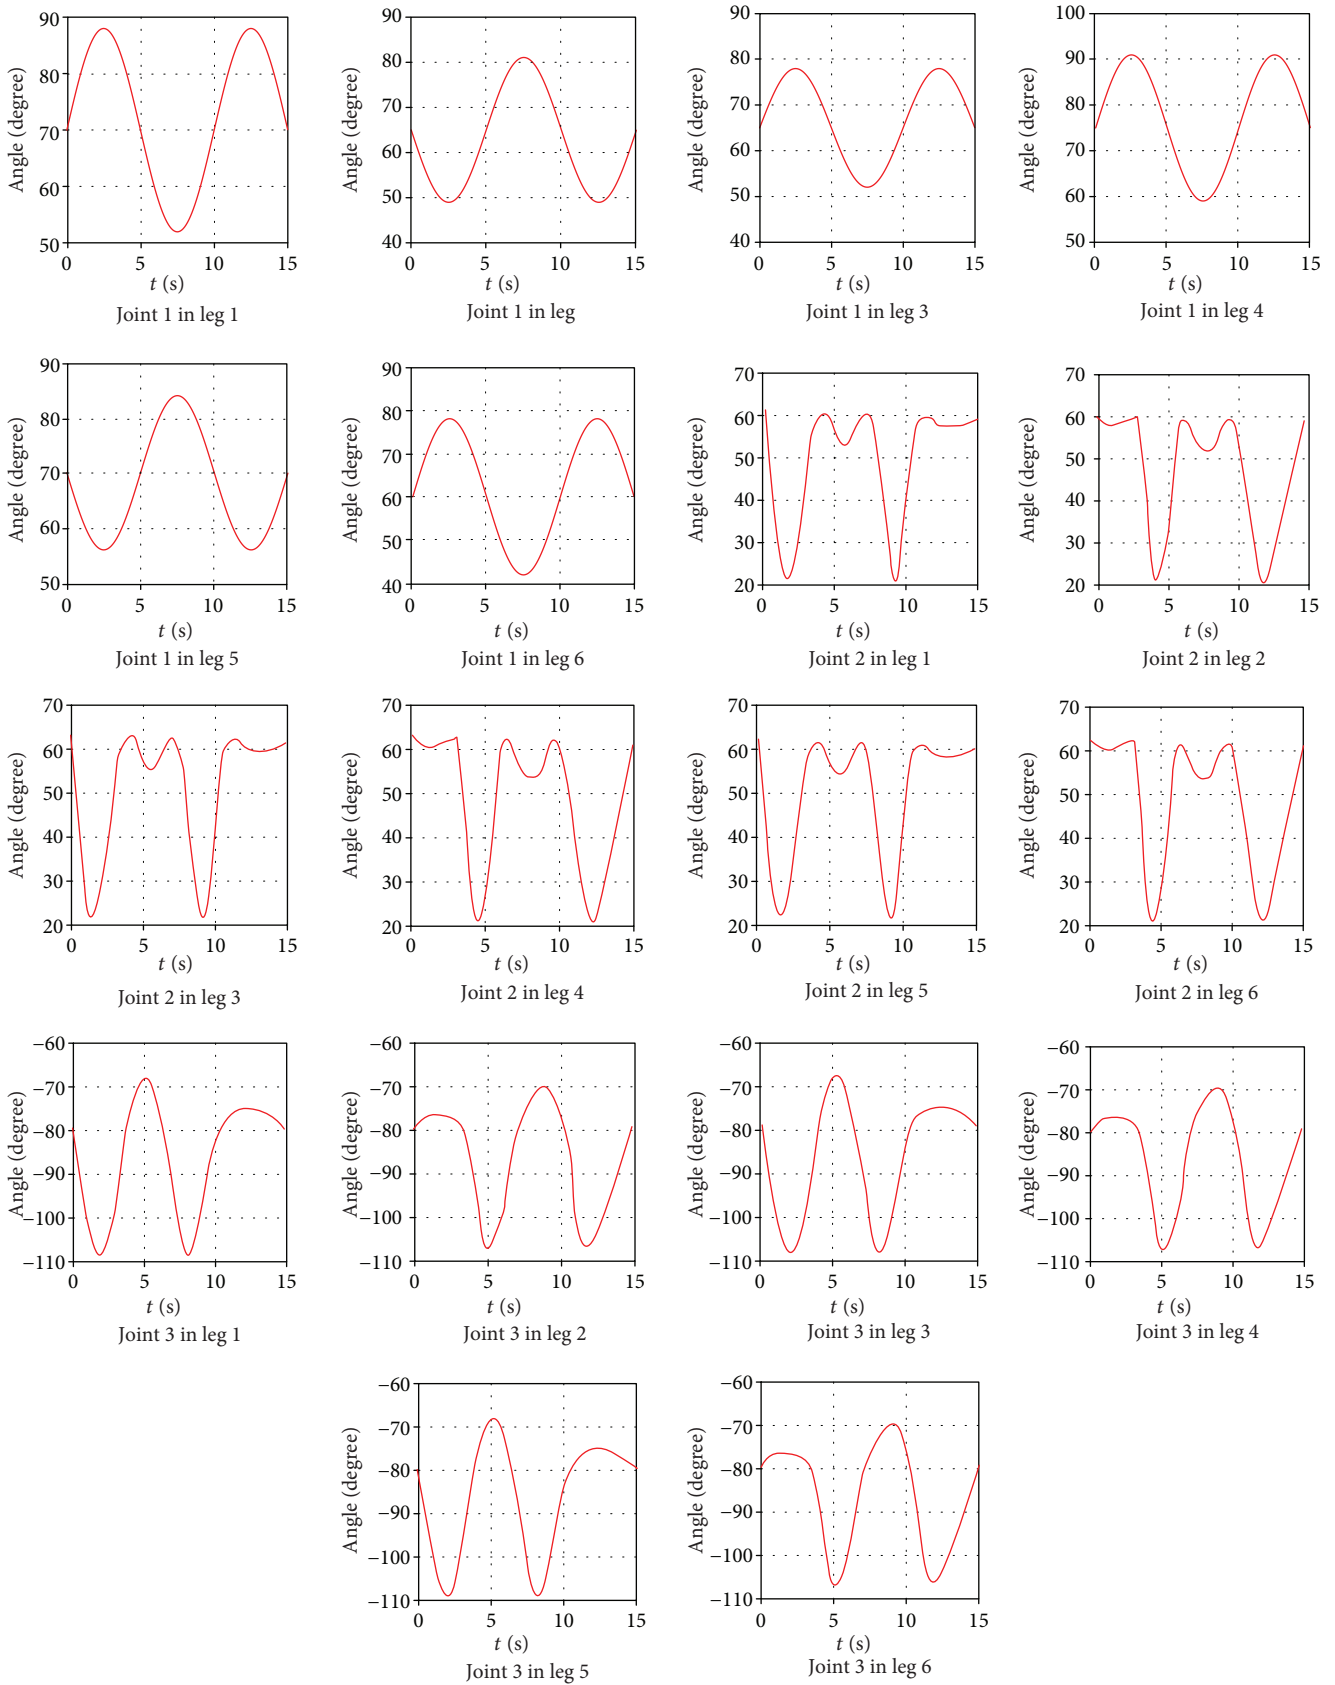 90
80
70
60
50
0 5 10 15
Angle (degree)
t (s)
Joint 1 in leg 1
90
80
70
60
50
40
0 5 10 15
Angle (degree)
t (s)
Joint 1 in leg
90
80
70
60
50
40
0 5 10 15
Angle (degree)
t (s)
Joint 1 in leg 3
100
90
80
75
60
50
0 5 10 15
Angle (degree)
t (s)
Joint 1 in leg 4
90
80
70
60
50
0 5 10 15
Angle (degree)
t (s)
Joint 1 in leg 5
90
80
70
60
50
40
0 5 10 15
Angle (degree)
t (s)
Joint 1 in leg 6
70
60
50
40
30
20
0 5 10 15
Angle (degree)
t (s)
Joint 2 in leg 1
70
60
50
40
30
20
0 5 10 15
Angle (degree)
t (s)
Joint 2 in leg 2
70
60
50
40
30
20
0 5 10 15
Angle (degree)
t (s)
Joint 2 in leg 3
70
60
50
40
30
20
0 5 10 15
Angle (degree)
t (s)
Joint 2 in leg 4
70
60
50
40
30
20
0 5 10 15
Angle (degree)
t (s)
Joint 2 in leg 5
70
60
50
40
30
20
0 5 10 15
Angle (degree)
t (s)
Joint 2 in leg 6
−60
−70
−80
−90
−100
−110
0 5 10 15
Angle (degree)
t (s)
Joint 3 in leg 1
−60
−70
−80
−90
−100
−110
0 5 10 15
Angle (degree)
t (s)
Joint 3 in leg 2
−60
−70
−80
−90
−100
−110
0 5 10 15
Angle (degree)
t (s)
Joint 3 in leg 3
−60
−70
−80
−90
−100
−110
0 5 10 15
Angle (degree)
t (s)
Joint 3 in leg 4
−60
−70
−80
−90
−100
−110
0 5 10 15
Angle (degree)
t (s)
Joint 3 in leg 5
−60
−70
−80
−90
−100
−110
0 5 10 15
Angle (degree)
t (s)
Joint 3 in leg 6